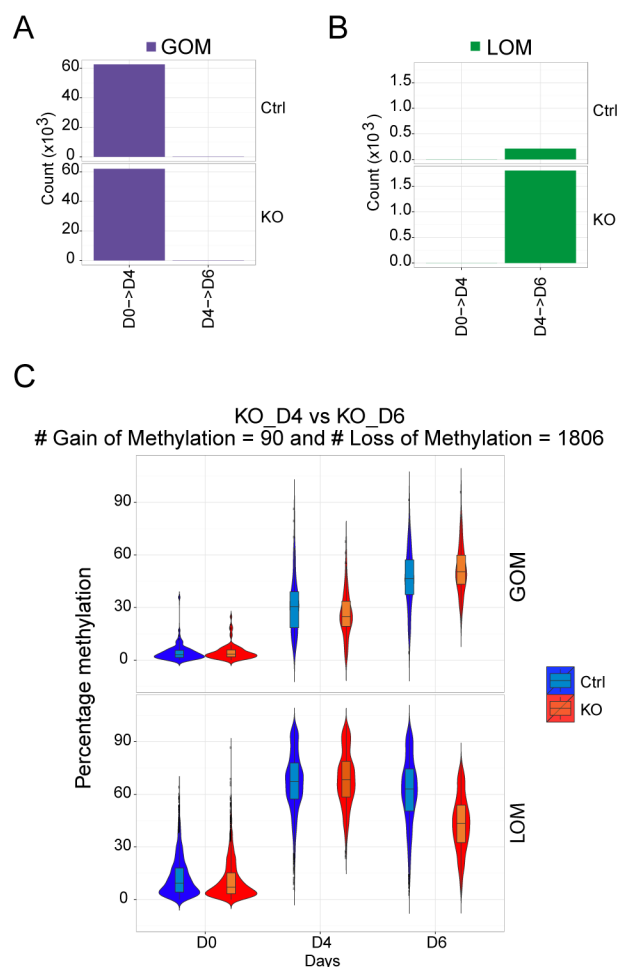 A
GOM
60
40
20
0
Ctrl
60
40
20
0
KO
Count (x10³)
D0->D4
D4->D6
B
LOM
1.5
1.0
0.5
0.0
Ctrl
1.5
1.0
0.5
0.0
KO
Count (x10³)
D0->D4
D4->D6
C
KO_D4 vs KO_D6
# Gain of Methylation = 90 and # Loss of Methylation = 1806
Percentage methylation
90
60
30
0
GOM
90
60
30
0
LOM
D0
D4
D6
Days
Ctrl
KO